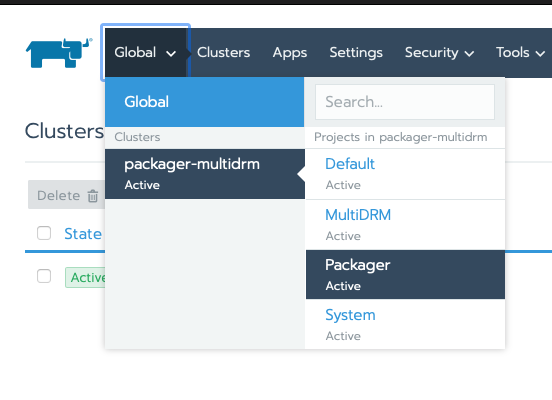 Global Clusters Apps Settings Security Tools
Global
Search...
Clusters
Clusters
Projects in packager-multidrm
packager-multidrm
Active
Default
Active
Delete
MultiDRM
Active
State
Packager
Active
Active
System
Active